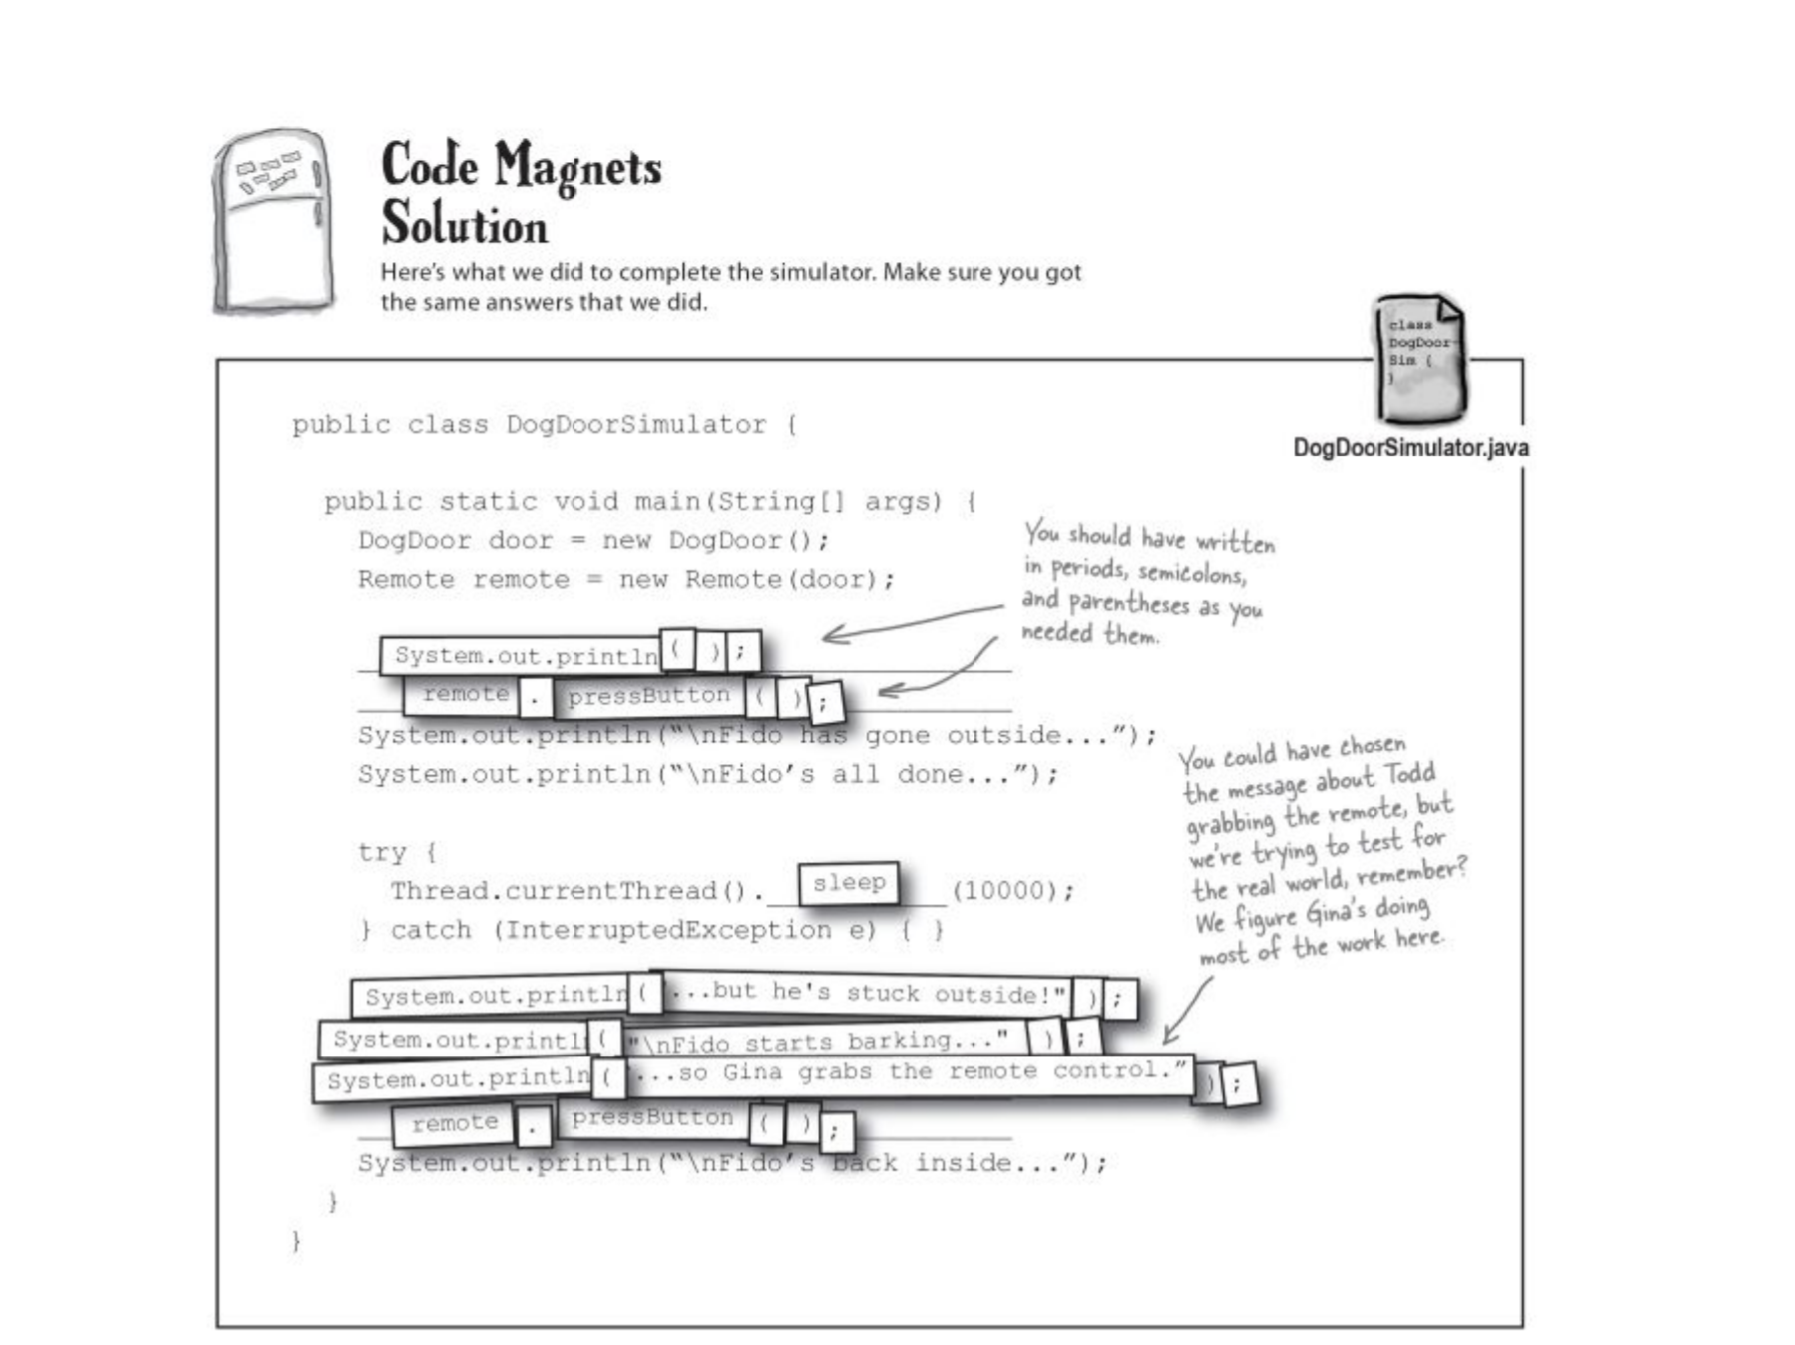 Code Magnets
Solution
Here's what we did to complete the simulator. Make sure you got
the same answers that we did.
class
DogDoor-
Sim {
}
DogDoorSimulator.java
public class DogDoorSimulator {
public static void main(String[] args) {
DogDoor door = new DogDoor();
Remote remote = new Remote(door);
System.out.println();
remote.pressButton();
System.out.println(“\nFido has gone outside...”);
System.out.println(“\nFido’s all done...”);
You should have written
in periods, semicolons,
and parentheses as you
needed them.
try {
Thread.currentThread().sleep(10000);
} catch (InterruptedException e) { }
System.out.println(...but he's stuck outside!");
System.out.println("\nFido starts barking...");
System.out.println(...so Gina grabs the remote control.”);
remote.pressButton();
System.out.println(“\nFido’s back inside...”);
}
}
You could have chosen
the message about Todd
grabbing the remote, but
we're trying to test for
the real world, remember?
We figure Gina's doing
most of the work here.